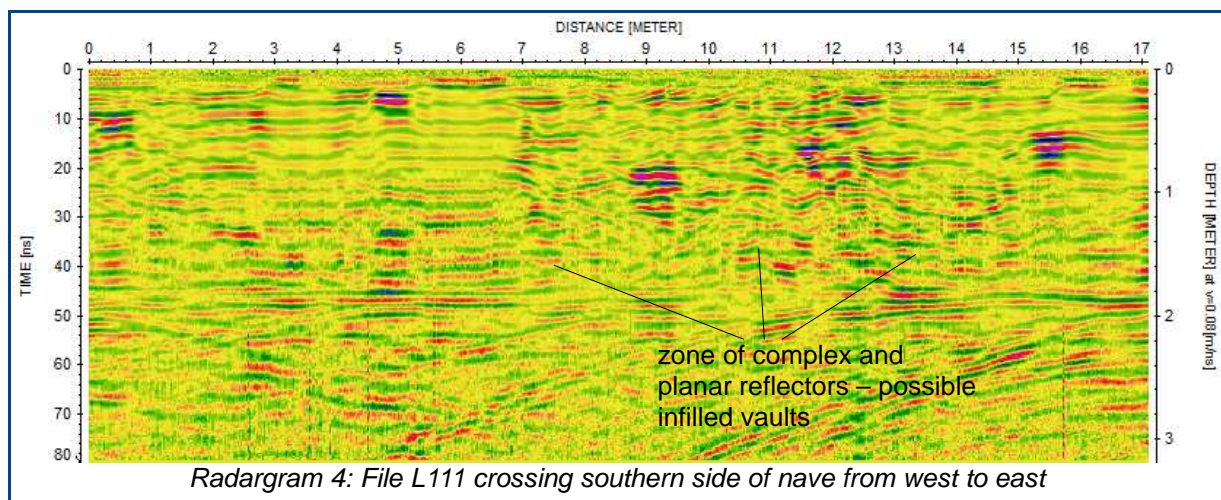 DISTANCE [METER]
0 1 2 3 4 5 6 7 8 9 10 11 12 13 14 15 16 17
TIME [ns]
0
10
20
30
40
50
60
70
80
0
1
2
3
DEPTH [METER] at v=0.08[m/ns]
zone of complex and
planar reflectors – possible
infilled vaults
Radargram 4: File L111 crossing southern side of nave from west to east